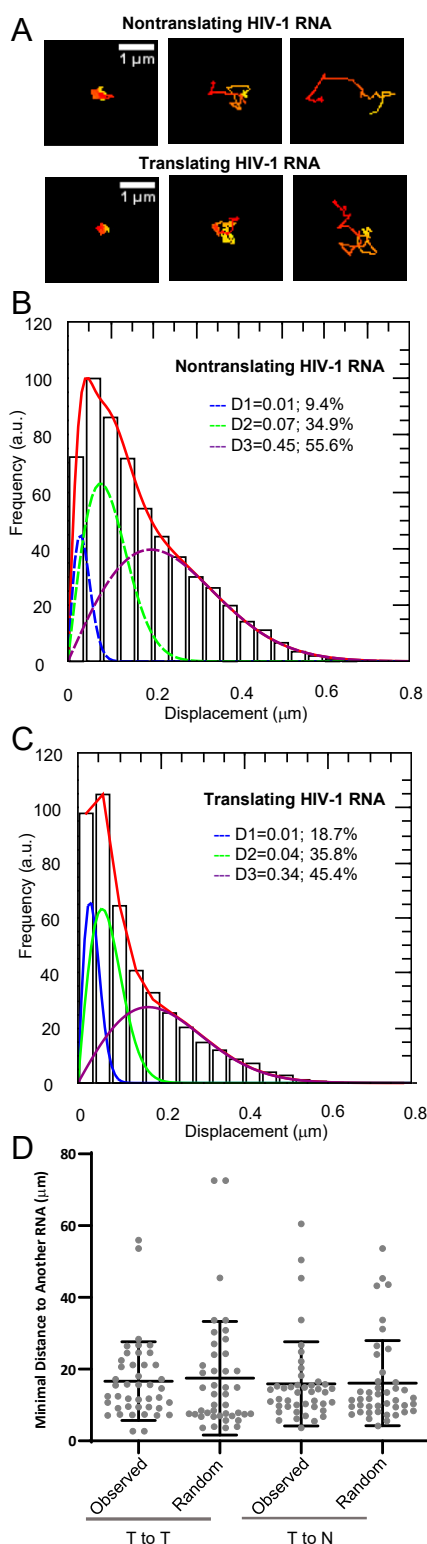 A
Nontranslating HIV-1 RNA
1 µm
Translating HIV-1 RNA
1 µm
B
120
100
80
60
40
20
0
Frequency (a.u.)
Nontranslating HIV-1 RNA
D1=0.01; 9.4%
D2=0.07; 34.9%
D3=0.45; 55.6%
0 0.2 0.4 0.6 0.8
Displacement (µm)
C
120
100
80
60
40
20
0
Frequency (a.u.)
Translating HIV-1 RNA
D1=0.01; 18.7%
D2=0.04; 35.8%
D3=0.34; 45.4%
0 0.2 0.4 0.6 0.8
Displacement (µm)
D
80
60
40
20
0
Minimal Distance to Another RNA (µm)
Observed Random Observed Random
T to T T to N